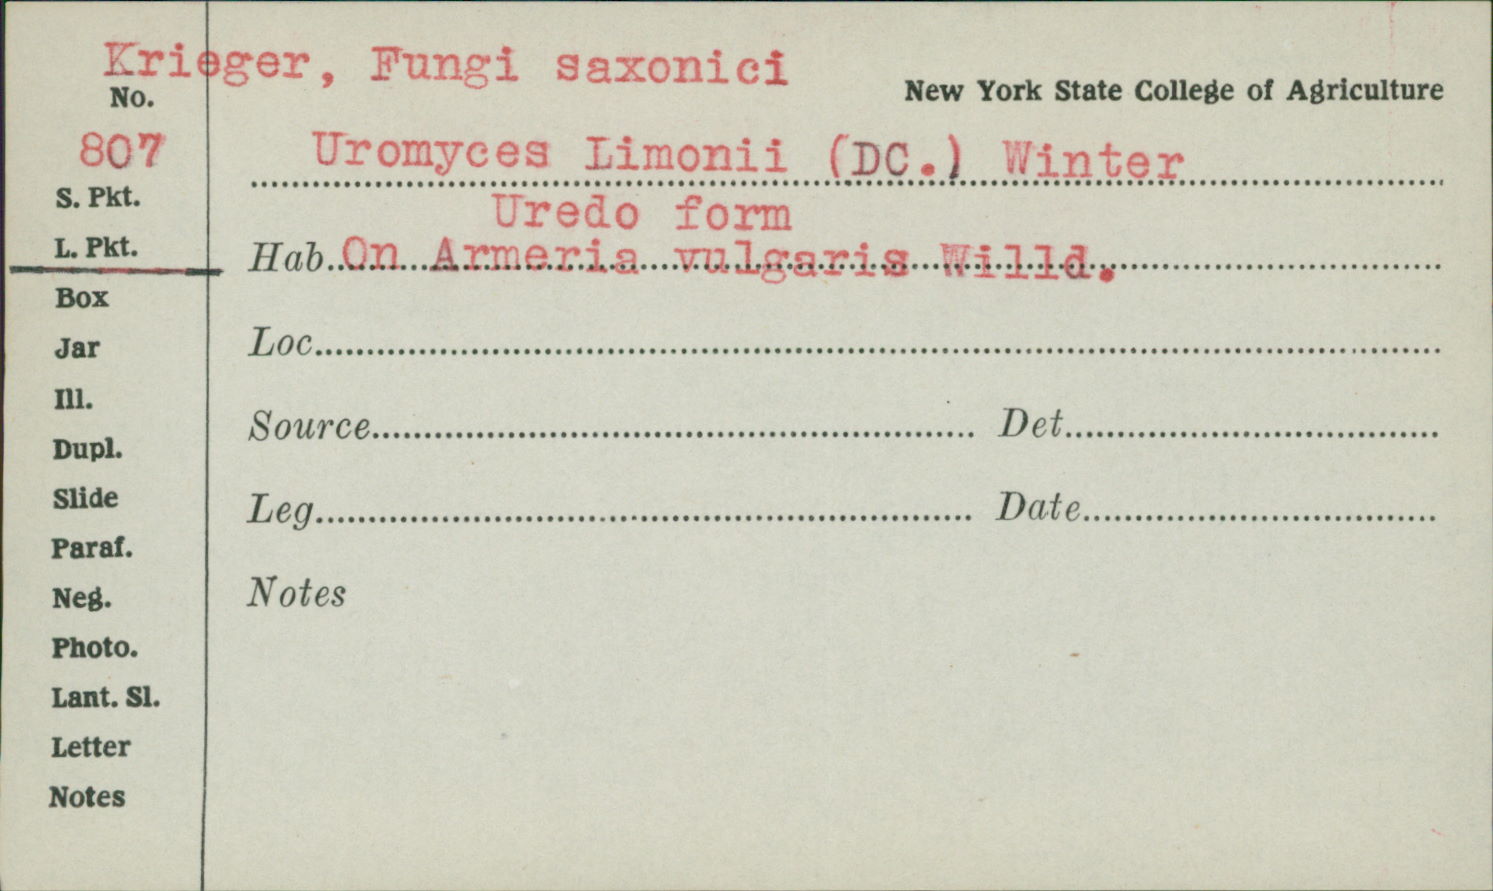 Krieger, Fungi saxonici
No.
New York State College of Agriculture
807
Uromyces Limonii (DC.) Winter
S. Pkt.
Uredo form
L. Pkt.
Hab. On Armeria vulgaris Willd.
Box
Jar
Loc.
Ill.
Source
Det.
Dupl.
Slide
Leg.
Date
Paraf.
Neg.
Notes
Photo.
Lant. Sl.
Letter
Notes